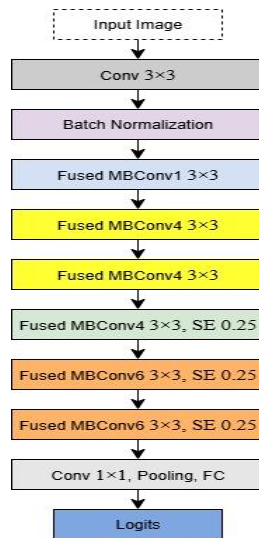 Input Image
Conv 3×3
Batch Normalization
Fused MBConv1 3×3
Fused MBConv4 3×3
Fused MBConv4 3×3
Fused MBConv4 3×3, SE 0.25
Fused MBConv6 3×3, SE 0.25
Fused MBConv6 3×3, SE 0.25
Conv 1×1, Pooling, FC
Logits